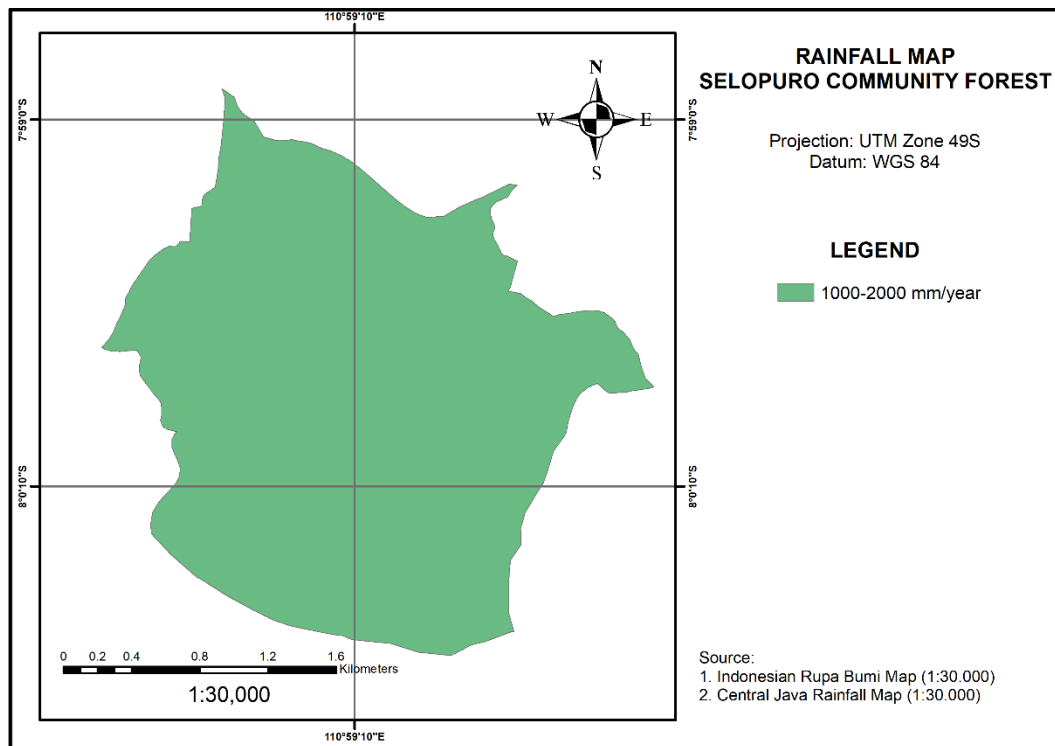 110°59'10"E
RAINFALL MAP
SELOPURO COMMUNITY FOREST
Projection: UTM Zone 49S
Datum: WGS 84
N
W
E
S
7°59'0"S
7°59'0"S
LEGEND
1000-2000 mm/year
8°0'10"S
8°0'10"S
0 0.2 0.4 0.8 1.2 1.6
Kilometers
1:30,000
Source:
1. Indonesian Rupa Bumi Map (1:30.000)
2. Central Java Rainfall Map (1:30.000)
110°59'10"E